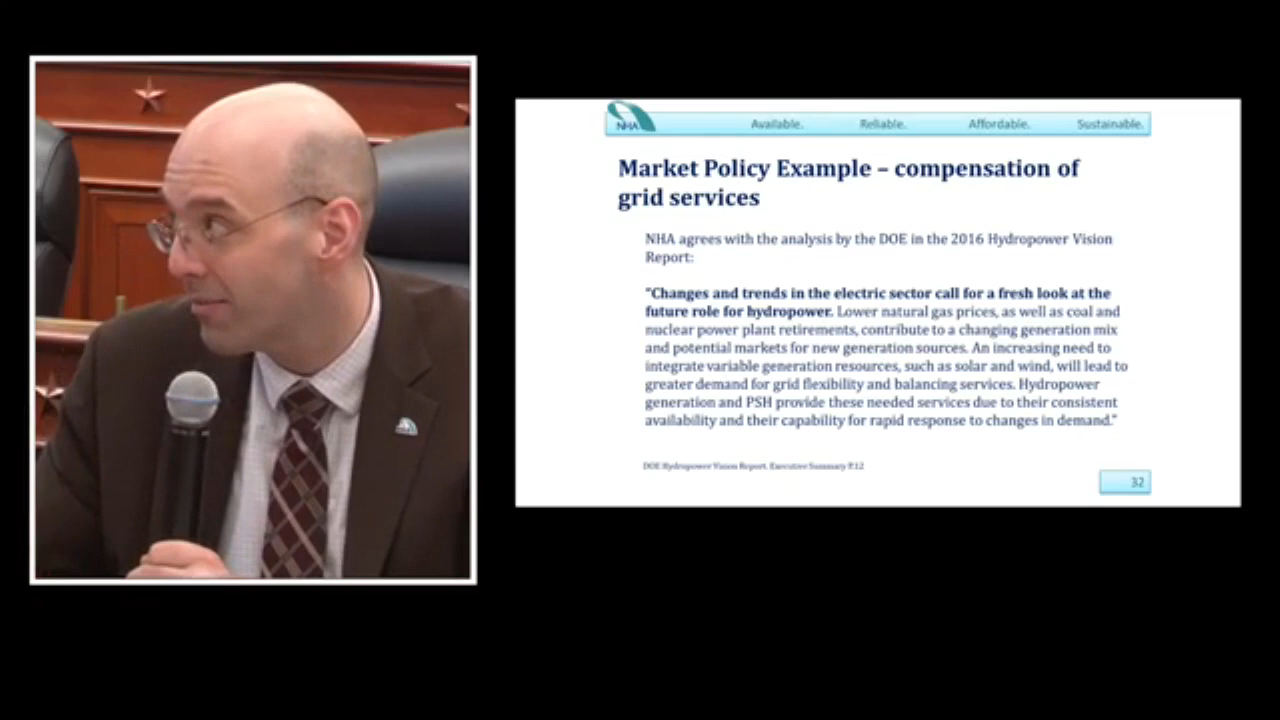 NHA
Available. Reliable. Affordable. Sustainable.
Market Policy Example – compensation of
grid services
NHA agrees with the analysis by the DOE in the 2016 Hydropower Vision
Report:
"Changes and trends in the electric sector call for a fresh look at the
future role for hydropower. Lower natural gas prices, as well as coal and
nuclear power plant retirements, contribute to a changing generation mix
and potential markets for new generation sources. An increasing need to
integrate variable generation resources, such as solar and wind, will lead to
greater demand for grid flexibility and balancing services. Hydropower
generation and PSH provide these needed services due to their consistent
availability and their capability for rapid response to changes in demand."
DOE Hydropower Vision Report. Executive Summary P.12
32